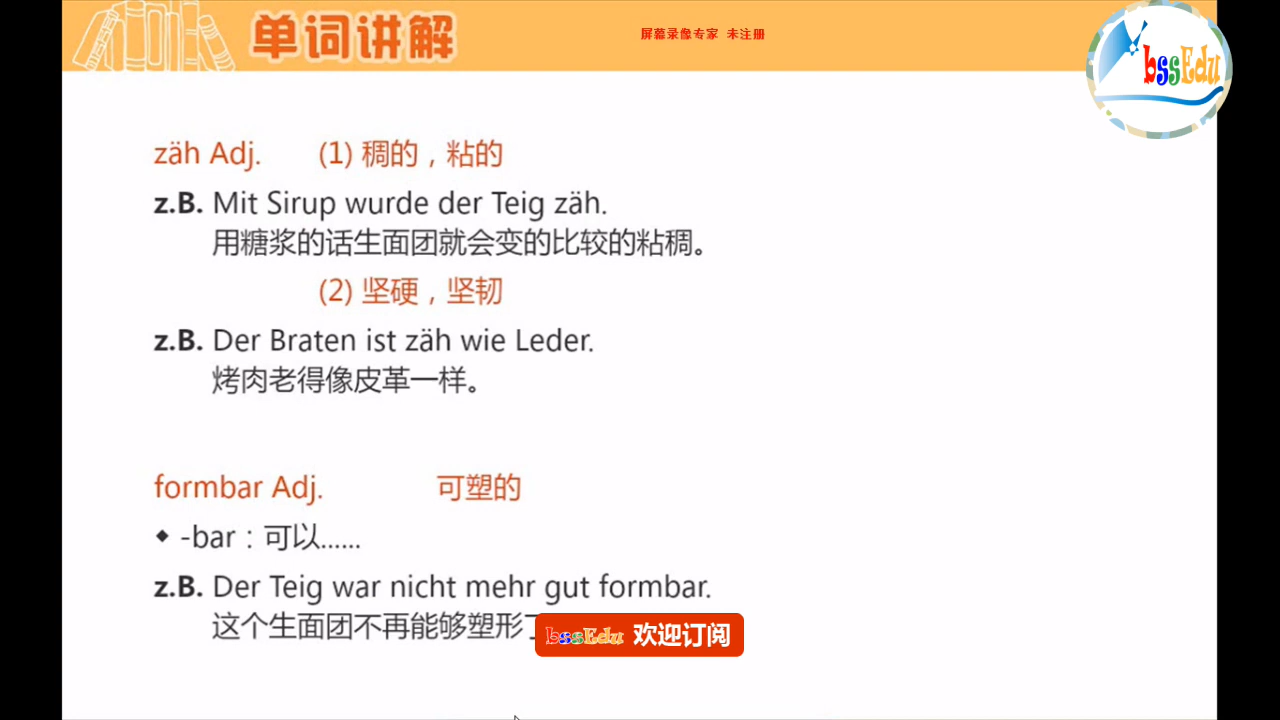 单词讲解
屏幕录像专家 未注册
bssEdu
zäh Adj. (1) 稠的，粘的
z.B. Mit Sirup wurde der Teig zäh.
用糖浆的话生面团就会变的比较的粘稠。
(2) 坚硬，坚韧
z.B. Der Braten ist zäh wie Leder.
烤肉老得像皮革一样。
formbar Adj. 可塑的
◆ -bar：可以……
z.B. Der Teig war nicht mehr gut formbar.
这个生面团不再能够塑形
bssEdu 欢迎订阅